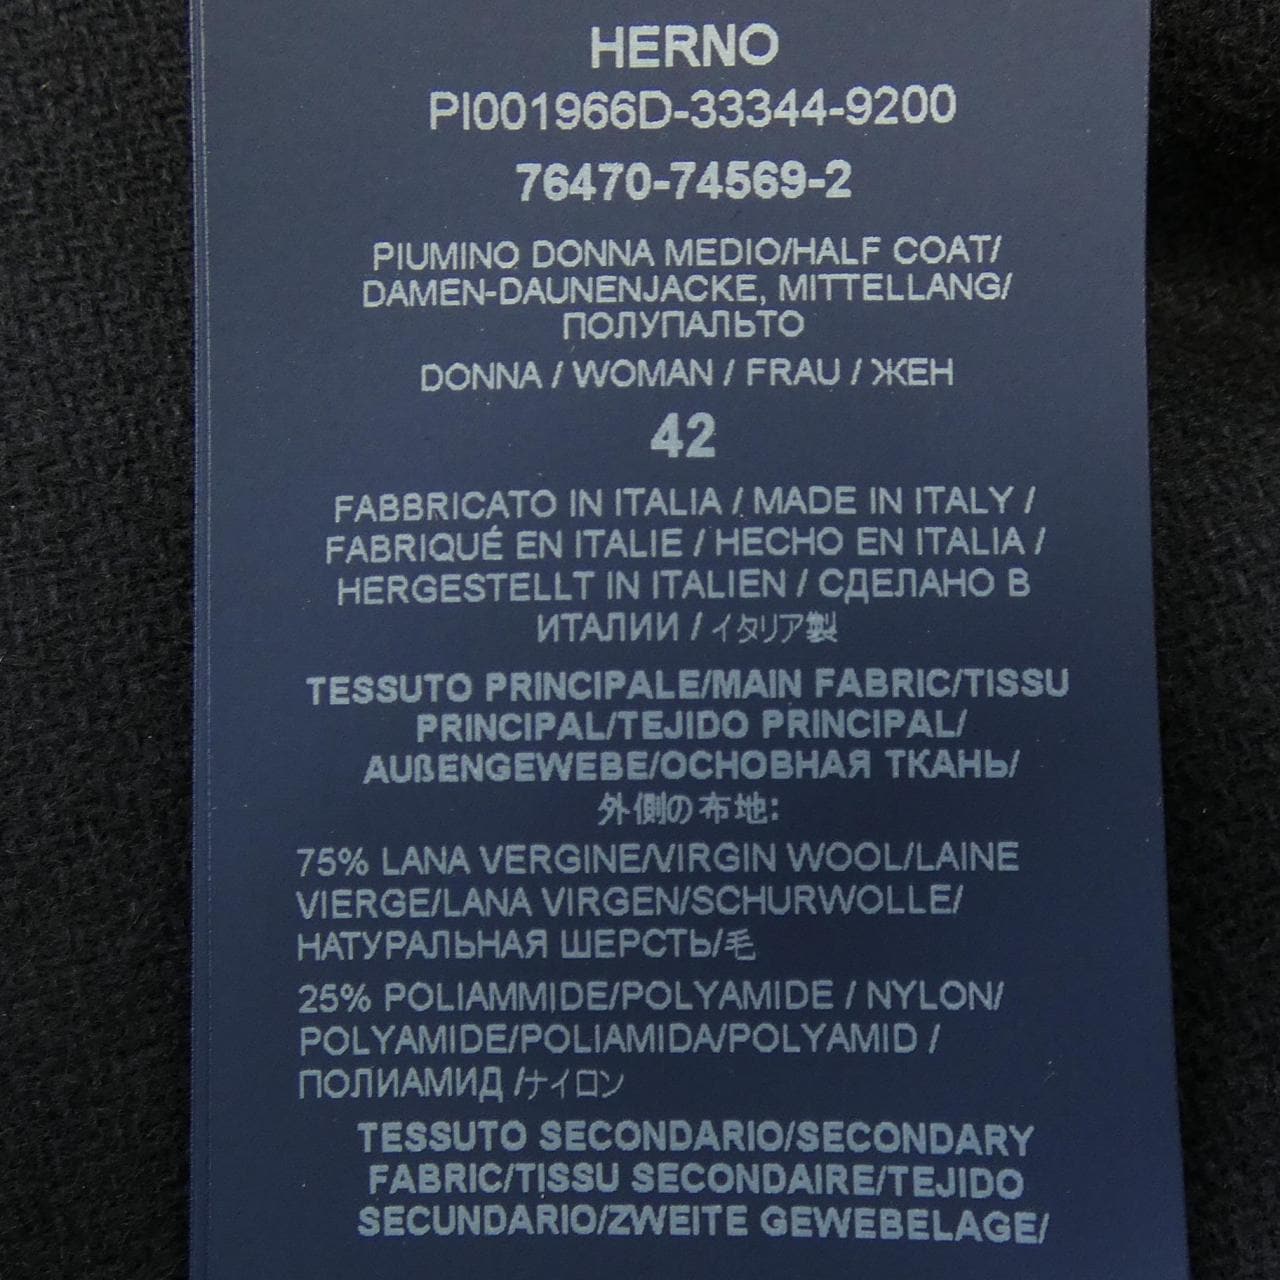 HERNO
PI001966D-33344-9200
76470-74569-2
PIUMINO DONNA MEDIO/HALF COAT/
DAMEN-DAUNENJACKE, MITTELLANG/
ПОЛУПАЛЬТО
DONNA / WOMAN / FRAU / ЖЕН
42
FABBRICATO IN ITALIA / MADE IN ITALY /
FABRIQUÉ EN ITALIE / HECHO EN ITALIA /
HERGESTELLT IN ITALIEN / СДЕЛАНО В
ИТАЛИИ / イタリア製
TESSUTO PRINCIPALE/MAIN FABRIC/TISSU
PRINCIPAL/TEJIDO PRINCIPAL/
AUßENGEWEBE/ОСНОВНАЯ ТКАНЬ/
外側の布地:
75% LANA VERGINE/VIRGIN WOOL/LAINE
VIERGE/LANA VIRGEN/SCHURWOLLE/
НАТУРАЛЬНАЯ ШЕРСТЬ/毛
25% POLIAMMIDE/POLYAMIDE / NYLON/
POLYAMIDE/POLIAMIDA/POLYAMID /
ПОЛИАМИД /ナイロン
TESSUTO SECONDARIO/SECONDARY
FABRIC/TISSU SECONDAIRE/TEJIDO
SECUNDARIO/ZWEITE GEWEBELAGE/